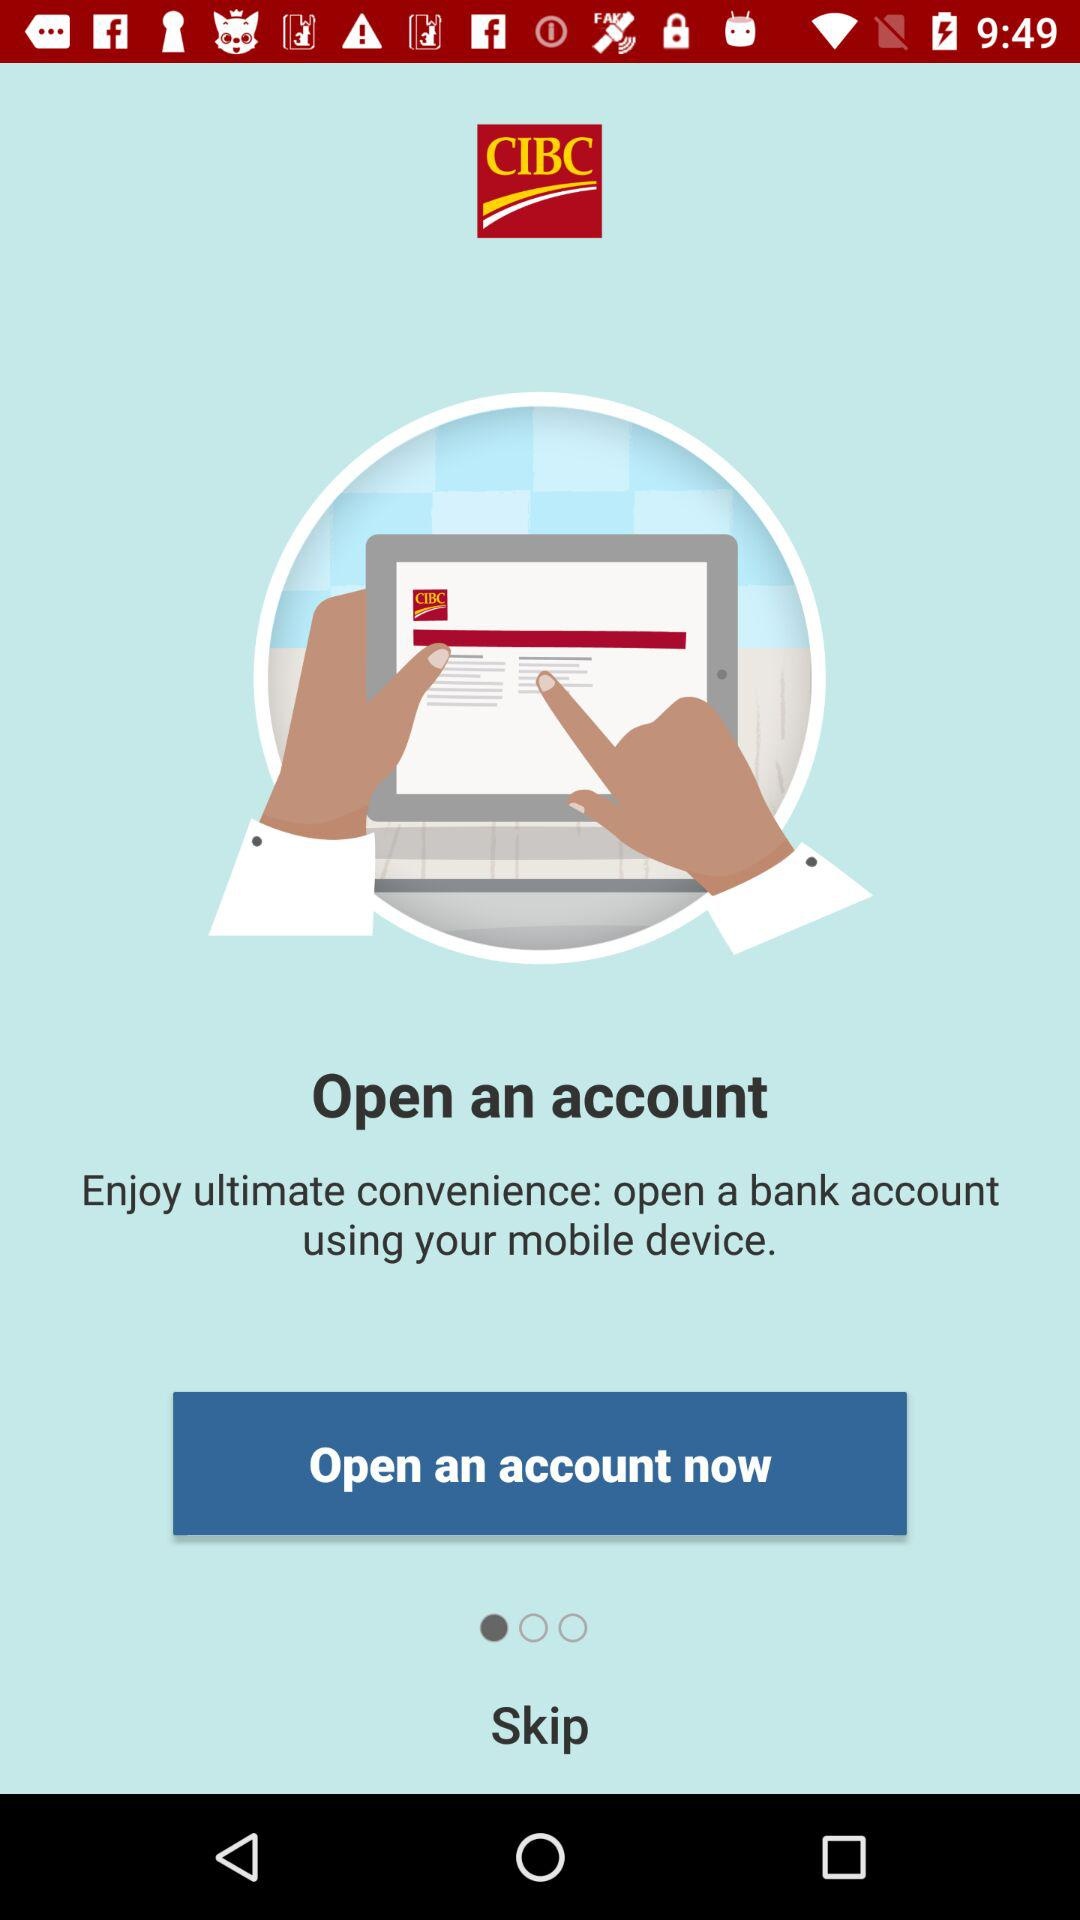 FAKE
9:49
CIBC
CIBC
Open an account
Enjoy ultimate convenience: open a bank account
using your mobile device.
Open an account now
Skip